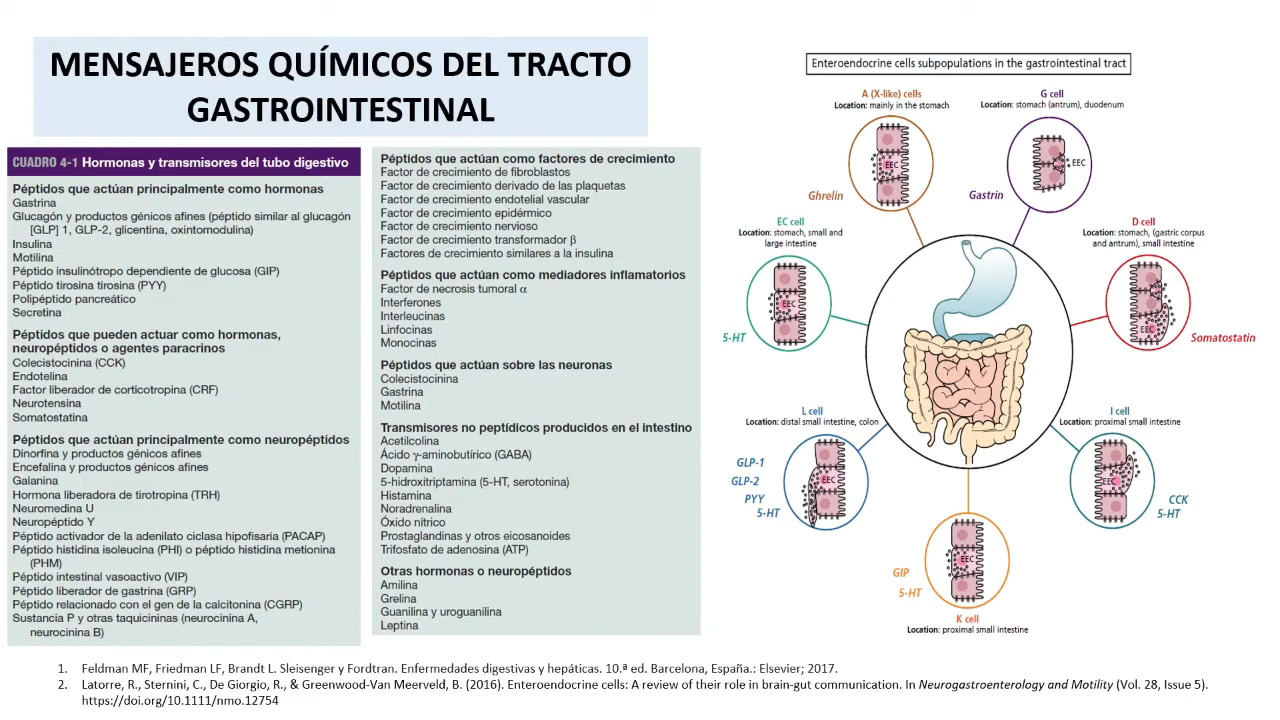 MENSAJEROS QUÍMICOS DEL TRACTO
GASTROINTESTINAL
CUADRO 4-1 Hormonas y transmisores del tubo digestivo
Péptidos que actúan principalmente como hormonas
Gastrina
Glucagón y productos génicos afines (péptido similar al glucagón
[GLP] 1, GLP-2, glicentina, oxintomodulina)
Insulina
Motilina
Péptido insulinótropo dependiente de glucosa (GIP)
Péptido tirosina tirosina (PYY)
Polipéptido pancreático
Secretina
Péptidos que pueden actuar como hormonas,
neuropéptidos o agentes paracrinos
Colecistocinina (CCK)
Endotelina
Factor liberador de corticotropina (CRF)
Neurotensina
Somatostatina
Péptidos que actúan principalmente como neuropéptidos
Dinorfina y productos génicos afines
Encefalina y productos génicos afines
Galanina
Hormona liberadora de tirotropina (TRH)
Neuromedina U
Neuropéptido Y
Péptido activador de la adenilato ciclasa hipofisaria (PACAP)
Péptido histidina isoleucina (PHI) o péptido histidina metionina
(PHM)
Péptido intestinal vasoactivo (VIP)
Péptido liberador de gastrina (GRP)
Péptido relacionado con el gen de la calcitonina (CGRP)
Sustancia P y otras taquicininas (neurocinina A,
neurocinina B)
Péptidos que actúan como factores de crecimiento
Factor de crecimiento de fibroblastos
Factor de crecimiento derivado de las plaquetas
Factor de crecimiento endotelial vascular
Factor de crecimiento epidérmico
Factor de crecimiento nervioso
Factor de crecimiento transformador β
Factores de crecimiento similares a la insulina
Péptidos que actúan como mediadores inflamatorios
Factor de necrosis tumoral α
Interferones
Interleucinas
Linfocinas
Monocinas
Péptidos que actúan sobre las neuronas
Colecistocinina
Gastrina
Motilina
Transmisores no peptídicos producidos en el intestino
Acetilcolina
Ácido γ-aminobutírico (GABA)
Dopamina
5-hidroxitriptamina (5-HT, serotonina)
Histamina
Noradrenalina
Óxido nítrico
Prostaglandinas y otros eicosanoides
Trifosfato de adenosina (ATP)
Otras hormonas o neuropéptidos
Amilina
Grelina
Guanilina y uroguanilina
Leptina
Enteroendocrine cells subpopulations in the gastrointestinal tract
A (X-like) cells
Location: mainly in the stomach
EEC
Ghrelin
G cell
Location: stomach (antrum), duodenum
EEC
Gastrin
EC cell
Location: stomach, small and
large intestine
EEC
5-HT
D cell
Location: stomach, (gastric corpus
and antrum), small intestine
EEC
Somatostatin
L cell
Location: distal small intestine, colon
EEC
GLP-1
GLP-2
PYY
5-HT
I cell
Location: proximal small intestine
EEC
CCK
5-HT
EEC
GIP
5-HT
K cell
Location: proximal small intestine
1. Feldman MF, Friedman LF, Brandt L. Sleisenger y Fordtran. Enfermedades digestivas y hepáticas. 10.ª ed. Barcelona, España.: Elsevier; 2017.
2. Latorre, R., Sternini, C., De Giorgio, R., & Greenwood-Van Meerveld, B. (2016). Enteroendocrine cells: A review of their role in brain-gut communication. In Neurogastroenterology and Motility (Vol. 28, Issue 5).
https://doi.org/10.1111/nmo.12754